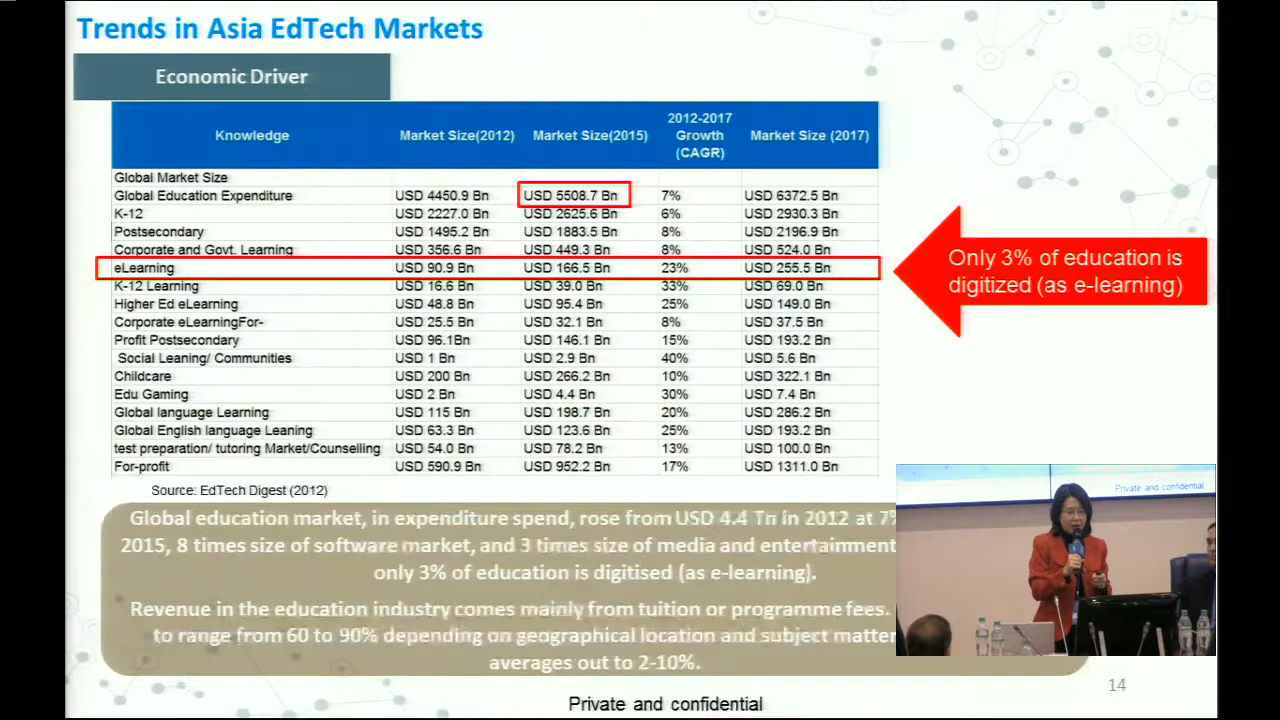 Trends in Asia EdTech Markets
Economic Driver
Knowledge Market Size(2012) Market Size(2015) 2012-2017 Growth (CAGR) Market Size (2017)
Global Market Size
Global Education Expenditure USD 4450.9 Bn USD 5508.7 Bn 7% USD 6372.5 Bn
K-12 USD 2227.0 Bn USD 2625.6 Bn 6% USD 2930.3 Bn
Postsecondary USD 1495.2 Bn USD 1883.5 Bn 8% USD 2196.9 Bn
Corporate and Govt. Learning USD 356.6 Bn USD 449.3 Bn 8% USD 524.0 Bn
eLearning USD 90.9 Bn USD 166.5 Bn 23% USD 255.5 Bn
K-12 Learning USD 16.6 Bn USD 39.0 Bn 33% USD 69.0 Bn
Higher Ed eLearning USD 48.8 Bn USD 95.4 Bn 25% USD 149.0 Bn
Corporate eLearningFor- USD 25.5 Bn USD 32.1 Bn 8% USD 37.5 Bn
Profit Postsecondary USD 96.1Bn USD 146.1 Bn 15% USD 193.2 Bn
Social Leaning/ Communities USD 1 Bn USD 2.9 Bn 40% USD 5.6 Bn
Childcare USD 200 Bn USD 266.2 Bn 10% USD 322.1 Bn
Edu Gaming USD 2 Bn USD 4.4 Bn 30% USD 7.4 Bn
Global language Learning USD 115 Bn USD 198.7 Bn 20% USD 286.2 Bn
Global English language Leaning USD 63.3 Bn USD 123.6 Bn 25% USD 193.2 Bn
test preparation/ tutoring Market/Counselling USD 54.0 Bn USD 78.2 Bn 13% USD 100.0 Bn
For-profit USD 590.9 Bn USD 952.2 Bn 17% USD 1311.0 Bn
Only 3% of education is
digitized (as e-learning)
Source: EdTech Digest (2012)
Global education market, in expenditure spend, rose from USD 4.4 Tn in 2012 at 7%
2015, 8 times size of software market, and 3 times size of media and entertainment
only 3% of education is digitised (as e-learning).
Revenue in the education industry comes mainly from tuition or programme fees.
to range from 60 to 90% depending on geographical location and subject matter
averages out to 2-10%.
Private and confidential
14
Private and confidential